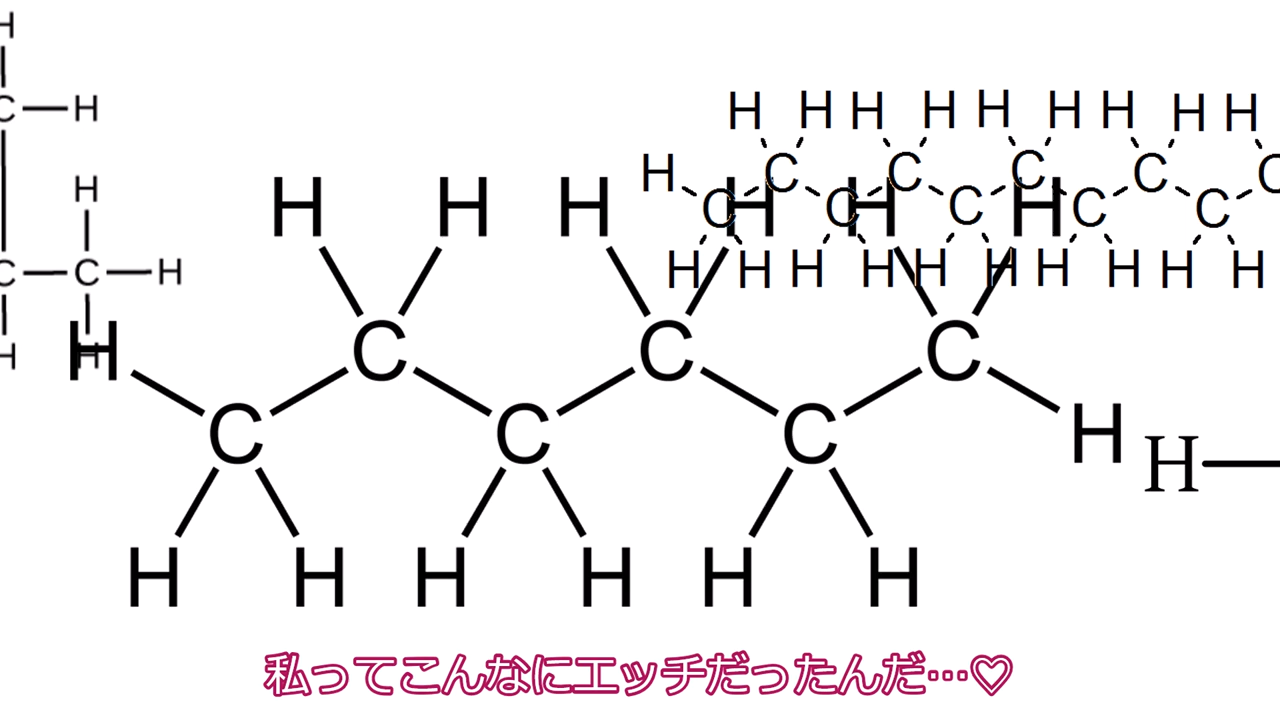 H
H H H H H H H H H
C H
H C C C C C
H H H H H H H
C C C C C
H
C C H
H H H H H H H H H H
H H
C C C
H
C C C
H H
H H H H H H
私ってこんなにエッチだったんだ…♡